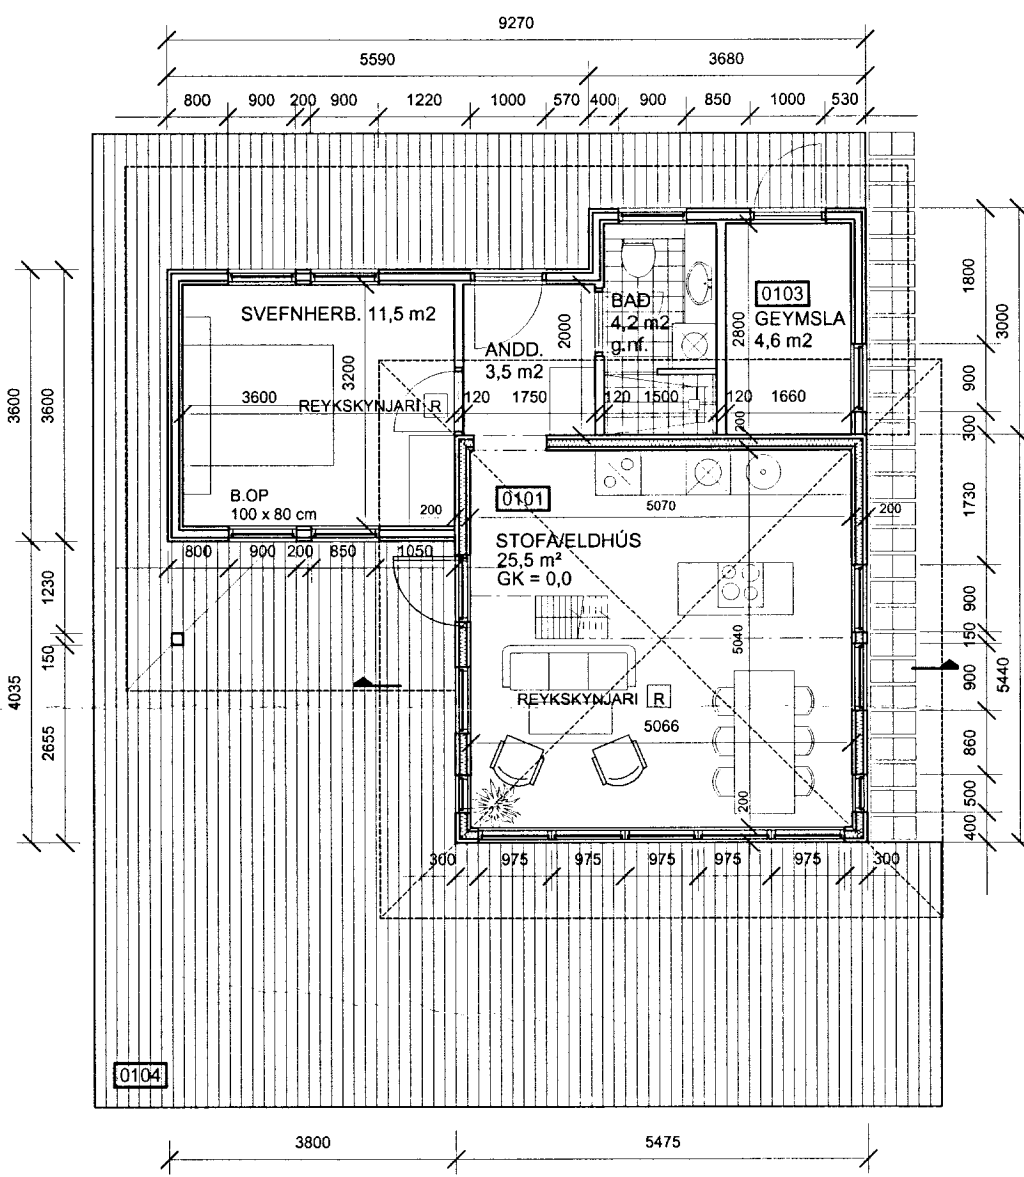 9270
5590 3680
800 900 200 900 1220 1000 570 400 900 850 1000 530
SVEFNHERB. 11,5 m2
ANDD.
3,5 m2
2000
BAÐ
4,2 m2
g.nf.
2800
0103
GEYMSLA
4,6 m2
1800
3000
3600
3600
3200
3600 REYKSKYNJARI R 120 1750 120 1500 120 1660
200
900
300
B.OP
100 x 80 cm
200
0101
5070
200
1730
STOFA/ELDHÚS
25,5 m²
GK = 0,0
800 900 200 850 1050
1230
150
2655
4035
5040
900
150
900
5440
REYKSKYNJARI R
5066
860
500
400
200
360 975 975 975 975 975 300
0104
3800 5475